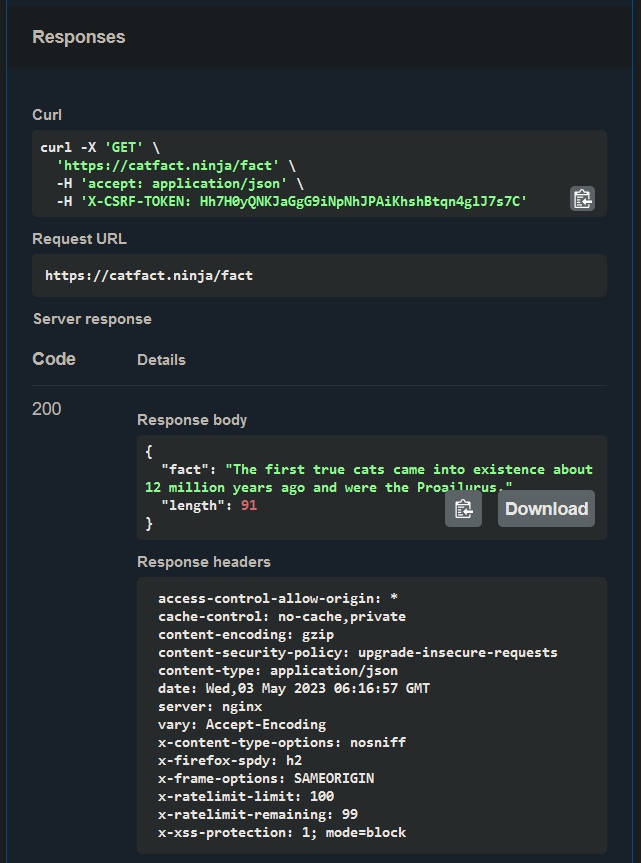 Responses
Curl
curl -X 'GET' \
'https://catfact.ninja/fact' \
-H 'accept: application/json' \
-H 'X-CSRF-TOKEN: Hh7H0yQNKJaGgG9iNpNhJPAiKhshBtqn4glJ7s7C'
Request URL
https://catfact.ninja/fact
Server response
Code Details
200
Response body
{
"fact": "The first true cats came into existence about
12 million years ago and were the Proailurus."
"length": 91
}
Download
Response headers
access-control-allow-origin: *
cache-control: no-cache,private
content-encoding: gzip
content-security-policy: upgrade-insecure-requests
content-type: application/json
date: Wed,03 May 2023 06:16:57 GMT
server: nginx
vary: Accept-Encoding
x-content-type-options: nosniff
x-firefox-spdy: h2
x-frame-options: SAMEORIGIN
x-ratelimit-limit: 100
x-ratelimit-remaining: 99
x-xss-protection: 1; mode=block